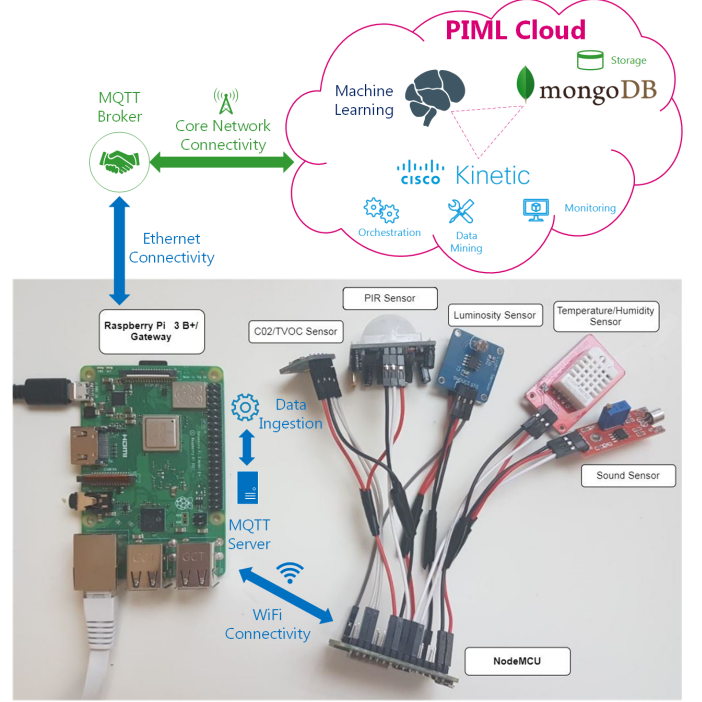 PIML Cloud
Storage
mongoDB
Machine
Learning
MQTT
Broker
Core Network
Connectivity
cisco Kinetic
Orchestration
Data
Mining
Monitoring
Ethernet
Connectivity
Raspberry Pi 3 B+/
Gateway
C02/TVOC Sensor
PIR Sensor
Luminosity Sensor
Temperature/Humidity
Sensor
Sound Sensor
Data
Ingestion
MQTT
Server
WiFi
Connectivity
NodeMCU
HDMI
GCT